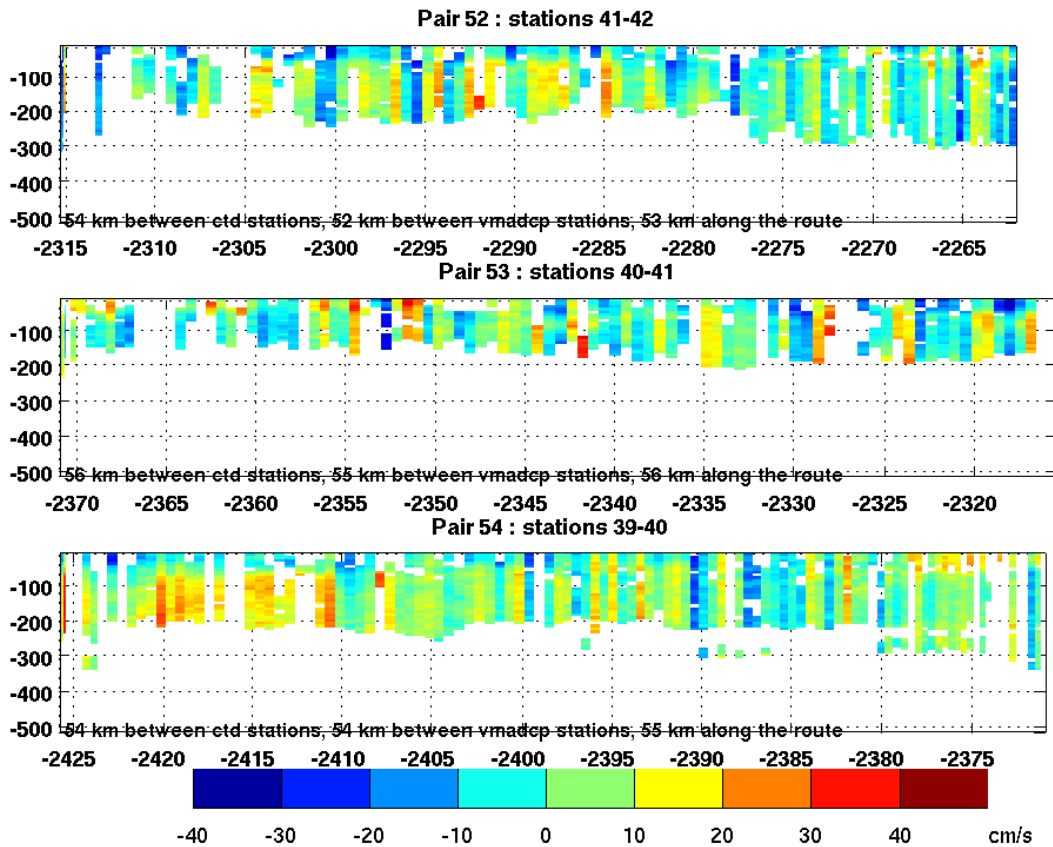 Pair 52 : stations 41-42
-100
-200
-300
-400
-500
54 km between ctd stations, 52 km between vmadcp stations, 53 km along the route
-2315 -2310 -2305 -2300 -2295 -2290 -2285 -2280 -2275 -2270 -2265
Pair 53 : stations 40-41
-100
-200
-300
-400
-500
56 km between ctd stations, 55 km between vmadcp stations, 56 km along the route
-2370 -2365 -2360 -2355 -2350 -2345 -2340 -2335 -2330 -2325 -2320
Pair 54 : stations 39-40
-100
-200
-300
-400
-500
54 km between ctd stations, 54 km between vmadcp stations, 55 km along the route
-2425 -2420 -2415 -2410 -2405 -2400 -2395 -2390 -2385 -2380 -2375
-40 -30 -20 -10 0 10 20 30 40 cm/s